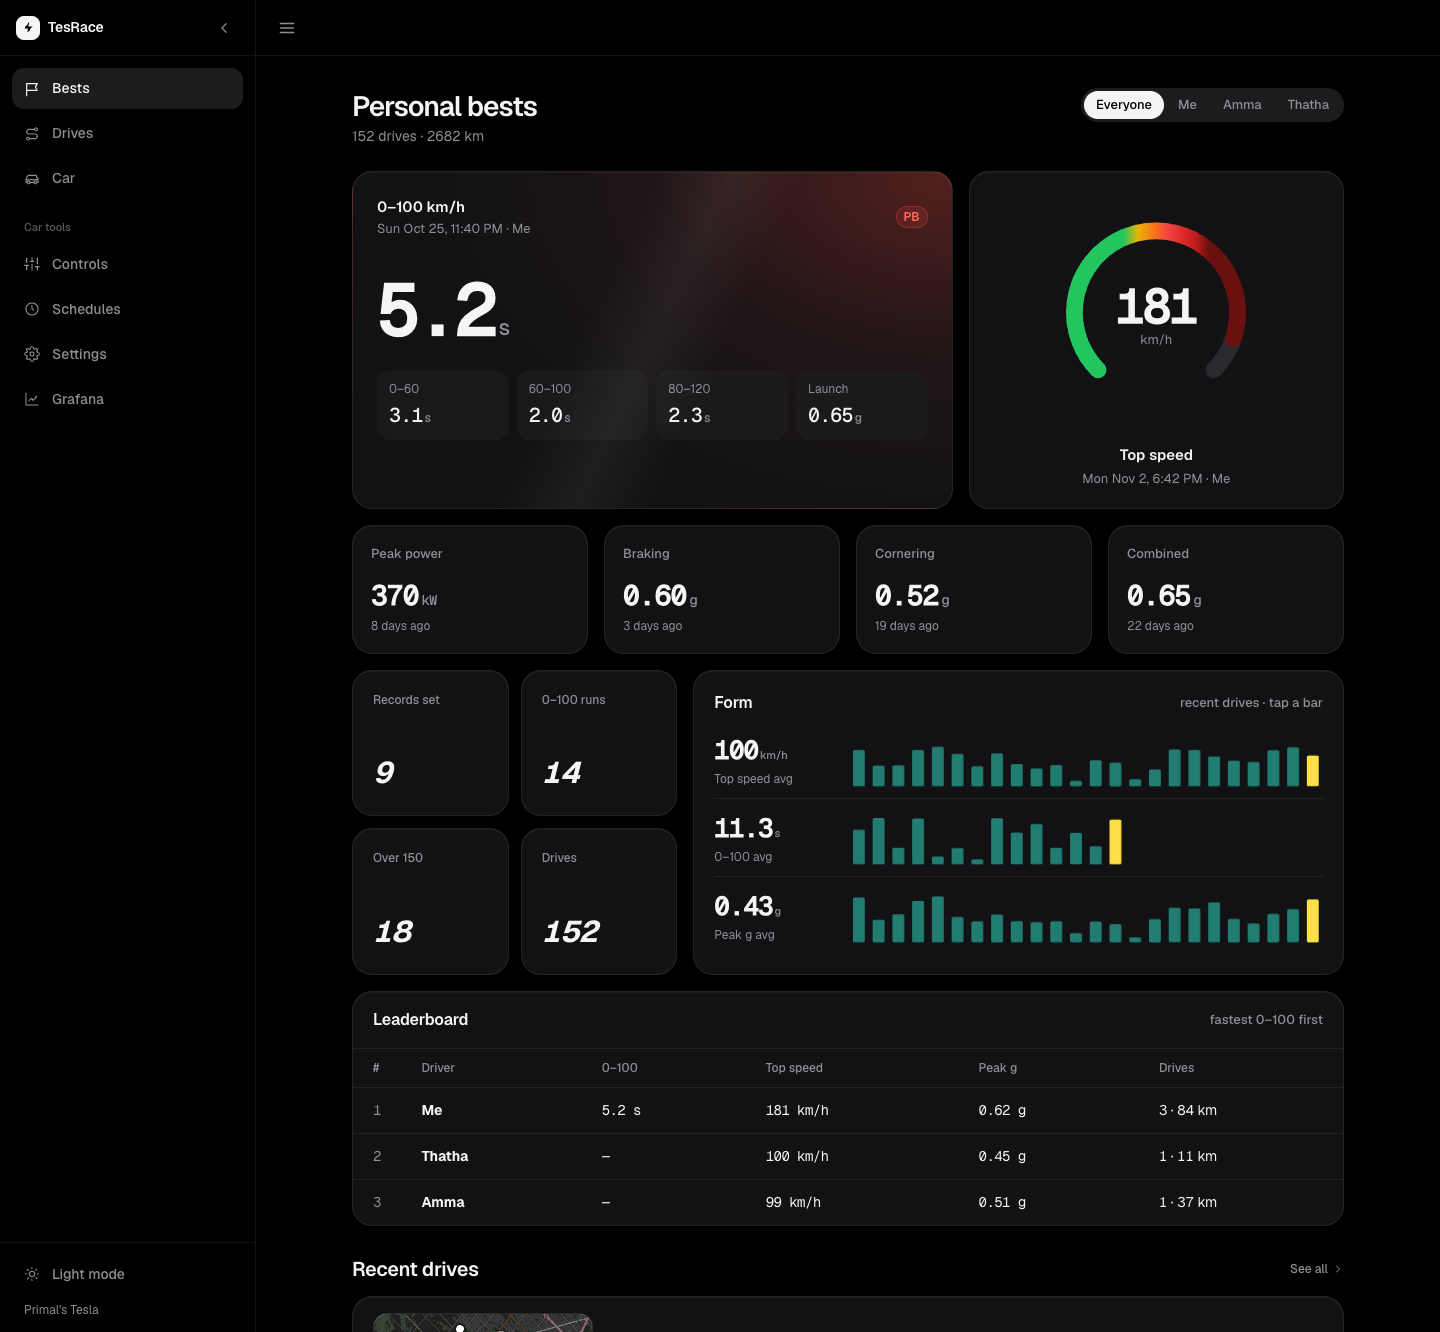 TesRace
Bests
Drives
Car
Car tools
Controls
Schedules
Settings
Grafana
Light mode
Primal's Tesla
Personal bests
152 drives · 2682 km
Everyone Me Amma Thatha
0–100 km/h
Sun Oct 25, 11:40 PM · Me
PB
5.2s
0–60 60–100 80–120 Launch
3.1s 2.0s 2.3s 0.65g
181
km/h
Top speed
Mon Nov 2, 6:42 PM · Me
Peak power
370kW
8 days ago
Braking
0.60g
3 days ago
Cornering
0.52g
19 days ago
Combined
0.65g
22 days ago
Records set
9
0–100 runs
14
Over 150
18
Drives
152
Form recent drives · tap a bar
100km/h
Top speed avg
11.3s
0–100 avg
0.43g
Peak g avg
Leaderboard fastest 0–100 first
# Driver 0–100 Top speed Peak g Drives
1 Me 5.2 s 181 km/h 0.62 g 3 · 84 km
2 Thatha – 100 km/h 0.45 g 1 · 11 km
3 Amma – 99 km/h 0.51 g 1 · 37 km
Recent drives See all